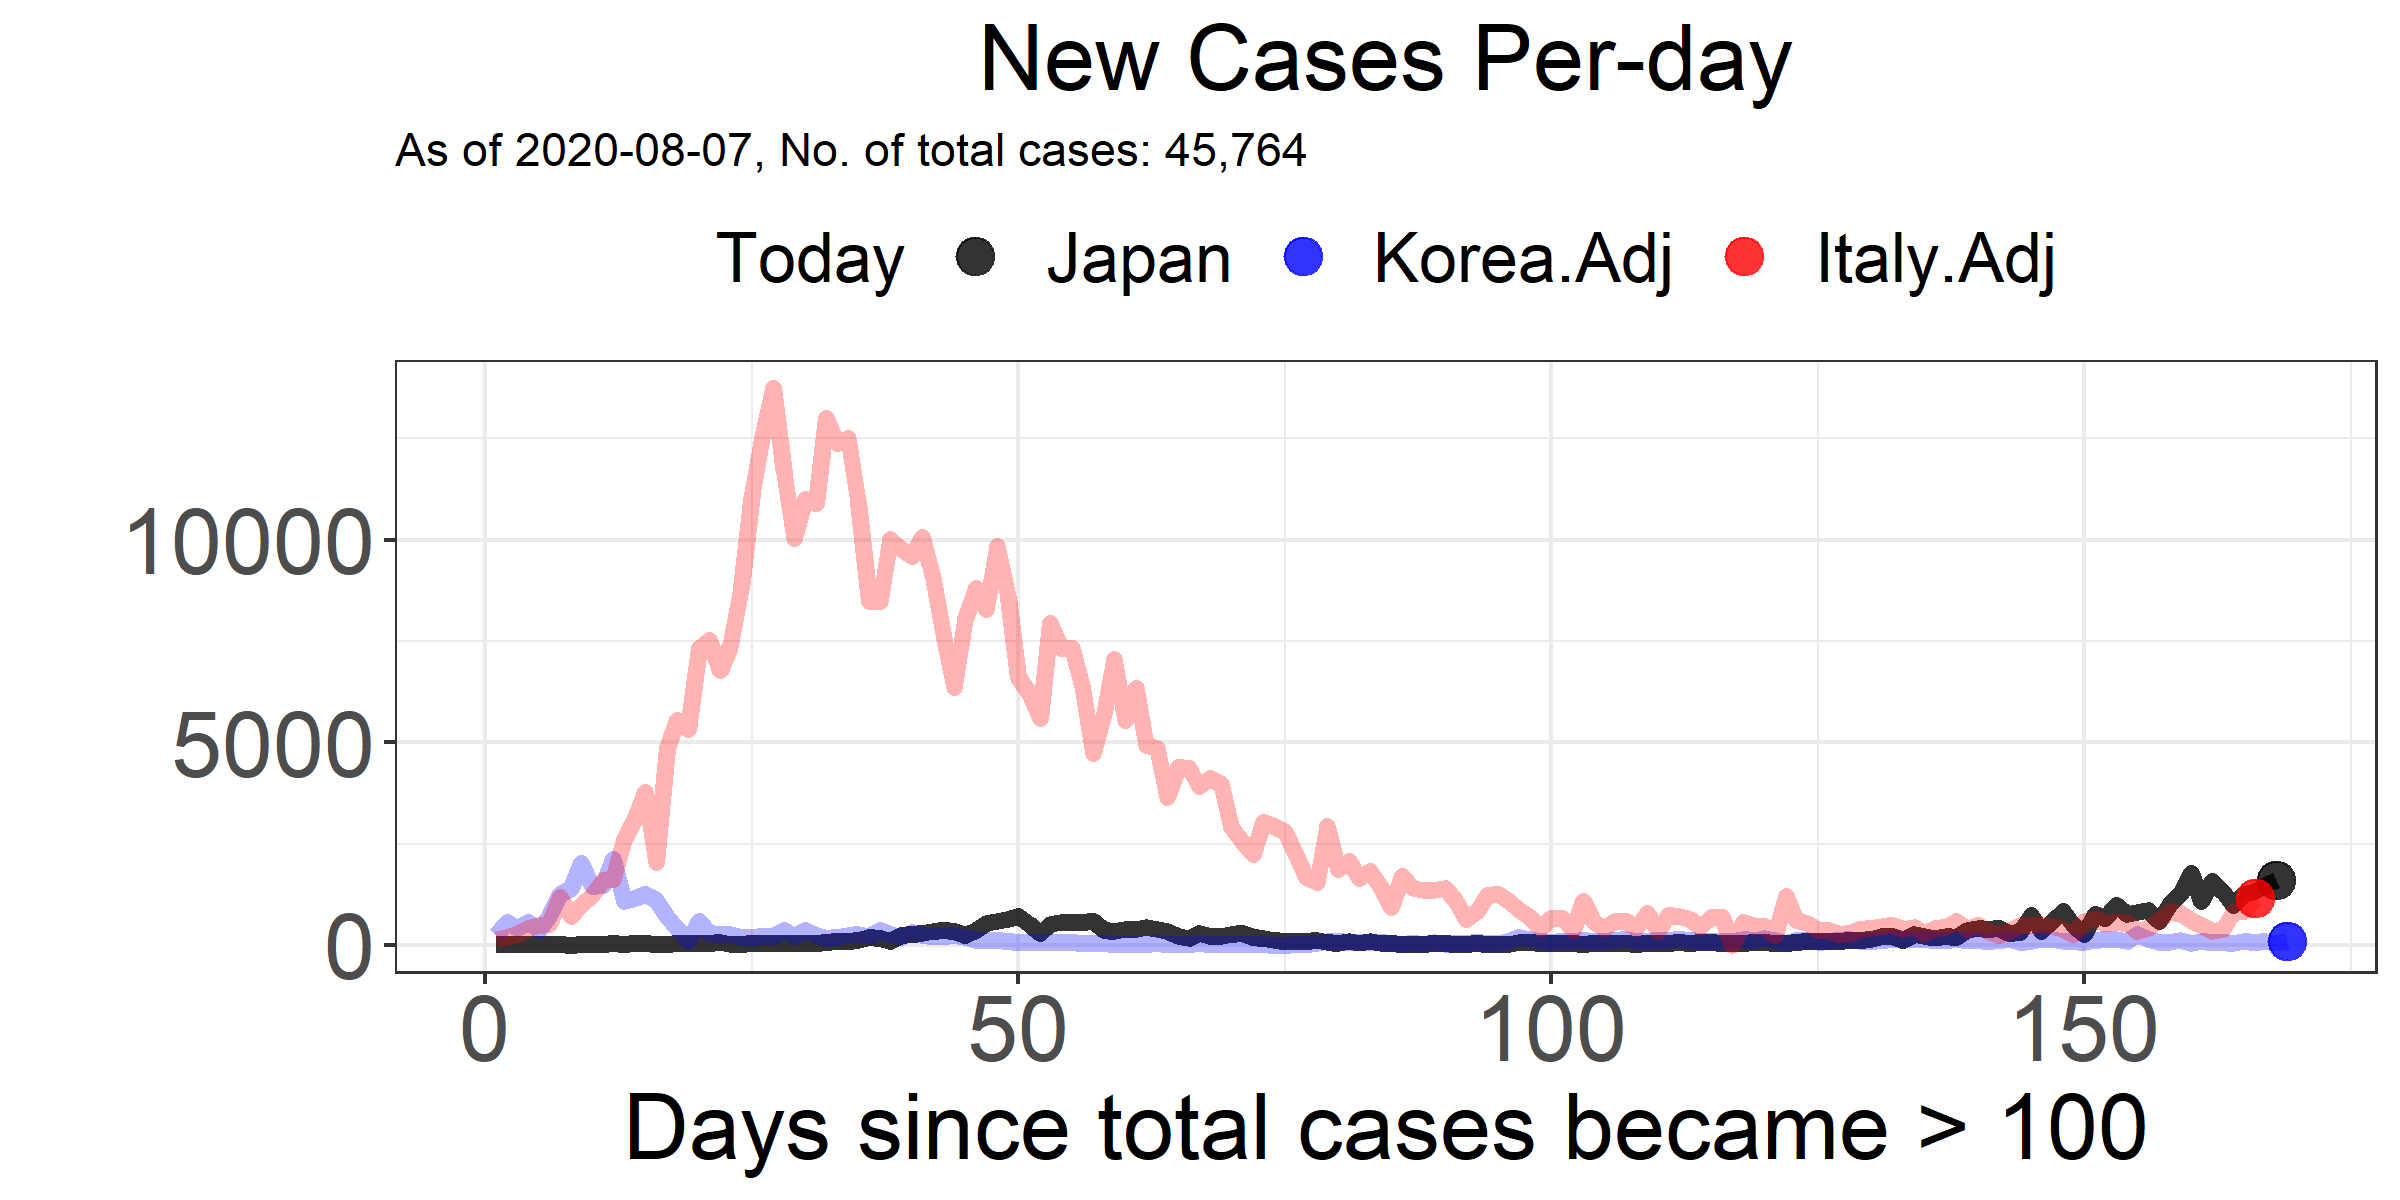 New Cases Per-day
As of 2020-08-07, No. of total cases: 45,764
Today Japan Korea.Adj Italy.Adj
10000
5000
0
0 50 100 150
Days since total cases became > 100